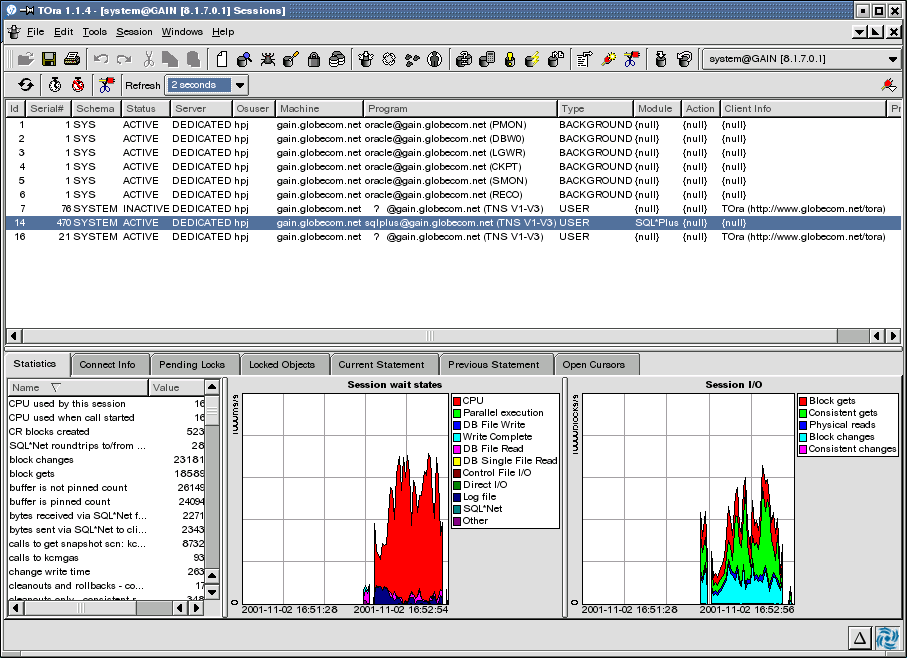 TOra 1.1.4 - [system@GAIN [8.1.7.0.1] Sessions]
File Edit Tools Session Windows Help
system@GAIN [8.1.7.0.1]
Refresh 2 seconds
Id Serial# Schema Status Server Osuser Machine Program Type Module Action Client Info Pr
1 1 SYS ACTIVE DEDICATED hpj gain.globecom.net oracle@gain.globecom.net (PMON) BACKGROUND {null} {null} {null}
2 1 SYS ACTIVE DEDICATED hpj gain.globecom.net oracle@gain.globecom.net (DBW0) BACKGROUND {null} {null} {null}
3 1 SYS ACTIVE DEDICATED hpj gain.globecom.net oracle@gain.globecom.net (LGWR) BACKGROUND {null} {null} {null}
4 1 SYS ACTIVE DEDICATED hpj gain.globecom.net oracle@gain.globecom.net (CKPT) BACKGROUND {null} {null} {null}
5 1 SYS ACTIVE DEDICATED hpj gain.globecom.net oracle@gain.globecom.net (SMON) BACKGROUND {null} {null} {null}
6 1 SYS ACTIVE DEDICATED hpj gain.globecom.net oracle@gain.globecom.net (RECO) BACKGROUND {null} {null} {null}
7 76 SYSTEM INACTIVE DEDICATED hpj gain.globecom.net ? @gain.globecom.net (TNS V1-V3) USER {null} {null} TOra (http://www.globecom.net/tora)
14 470 SYSTEM ACTIVE DEDICATED hpj gain.globecom.net sqlplus@gain.globecom.net (TNS V1-V3) USER SQL*Plus {null} {null}
16 21 SYSTEM ACTIVE DEDICATED hpj gain.globecom.net ? @gain.globecom.net (TNS V1-V3) USER {null} {null} TOra (http://www.globecom.net/tora)
Statistics Connect Info Pending Locks Locked Objects Current Statement Previous Statement Open Cursors
Name Value
CPU used by this session 16
CPU used when call started 16
CR blocks created 523
SQL*Net roundtrips to/from ... 28
block changes 23181
block gets 18589
buffer is not pinned count 26149
buffer is pinned count 24094
bytes received via SQL*Net f... 2271
bytes sent via SQL*Net to cli... 2343
calls to get snapshot scn: kc... 8732
calls to kcmgas 93
change write time 263
cleanouts and rollbacks - co... 17
cleanouts only - consistent r... 348
Session wait states
0
2001-11-02 16:51:28 2001-11-02 16:52:54
CPU
Parallel execution
DB File Write
Write Complete
DB File Read
DB Single File Read
Control File I/O
Direct I/O
Log file
SQL*Net
Other
Session I/O
0
2001-11-02 16:51:28 2001-11-02 16:52:56
Block gets
Consistent gets
Physical reads
Block changes
Consistent changes